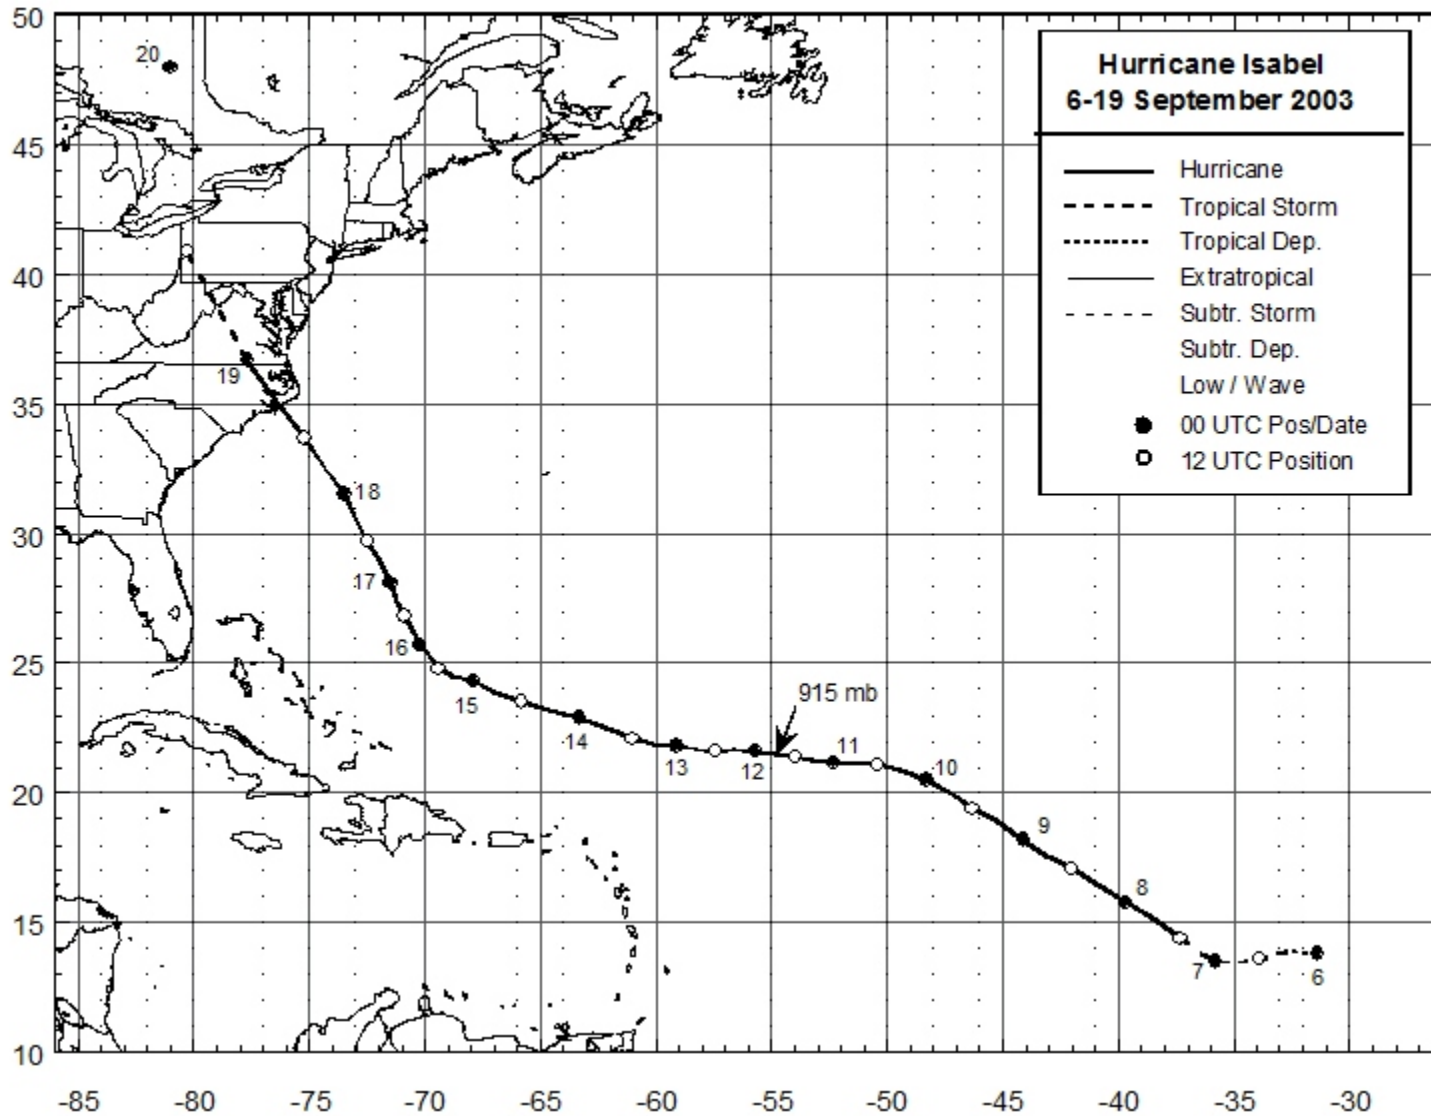 50
45
40
35
30
25
20
15
10
-85 -80 -75 -70 -65 -60 -55 -50 -45 -40 -35 -30
Hurricane Isabel
6-19 September 2003
Hurricane
Tropical Storm
Tropical Dep.
Extratropical
Subtr. Storm
Subtr. Dep.
Low / Wave
00 UTC Pos/Date
12 UTC Position
20
19
18
17
16
15
14
13
12
915 mb
11
10
9
8
7
6